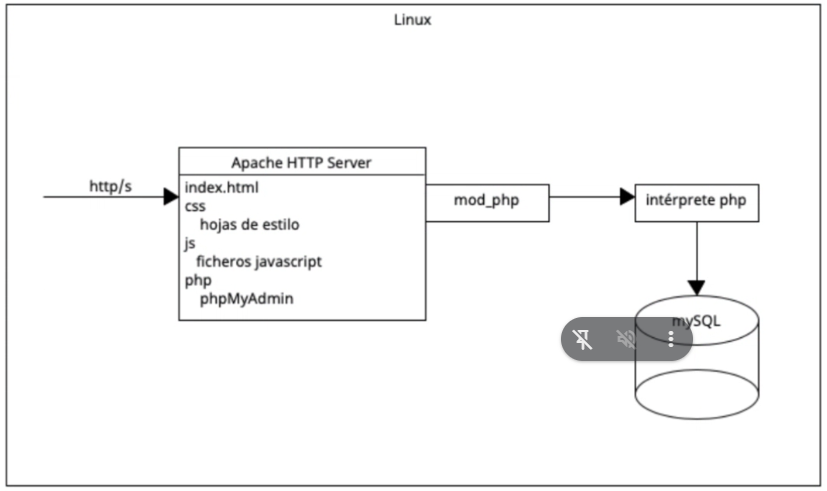 Linux
Apache HTTP Server
http/s
index.html
css
hojas de estilo
js
ficheros javascript
php
phpMyAdmin
mod_php
intérprete php
mySQL